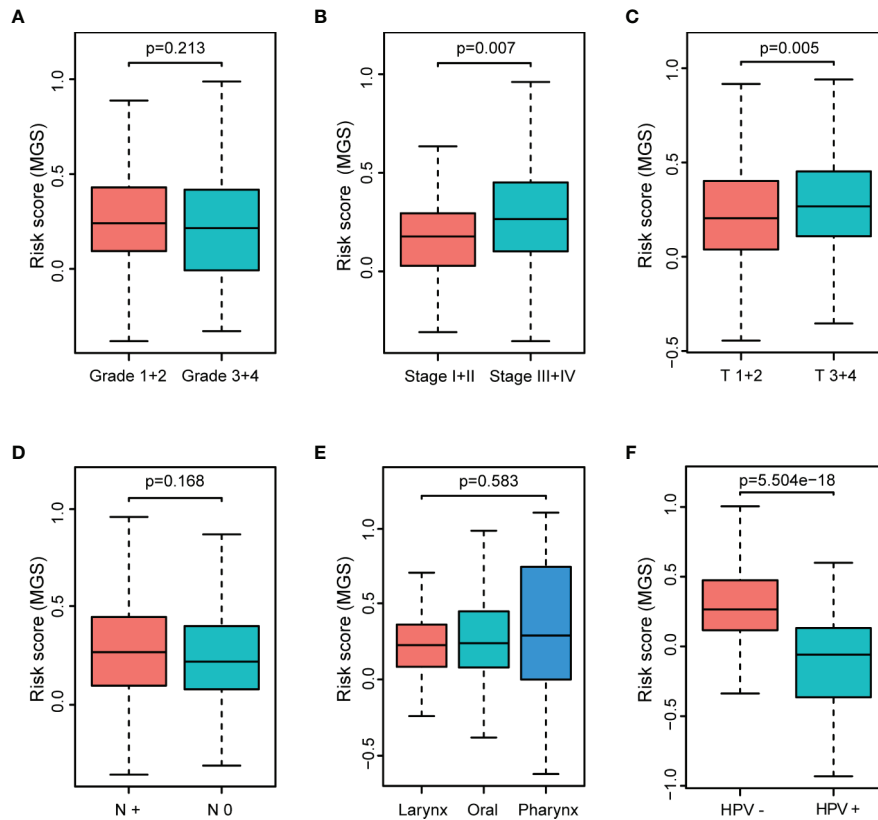 A
p=0.213
Risk score (MGS)
1.0
0.5
0.0
Grade 1+2 Grade 3+4
B
p=0.007
Risk score (MGS)
1.0
0.5
0.0
Stage I+II Stage III+IV
C
p=0.005
Risk score (MGS)
1.0
0.5
0.0
−0.5
T 1+2 T 3+4
D
p=0.168
Risk score (MGS)
1.0
0.5
0.0
N + N 0
E
p=0.583
Risk score (MGS)
1.0
0.5
0.0
−0.5
Larynx Oral Pharynx
F
p=5.504e−18
Risk score (MGS)
1.0
0.5
0.0
−0.5
−1.0
HPV - HPV +